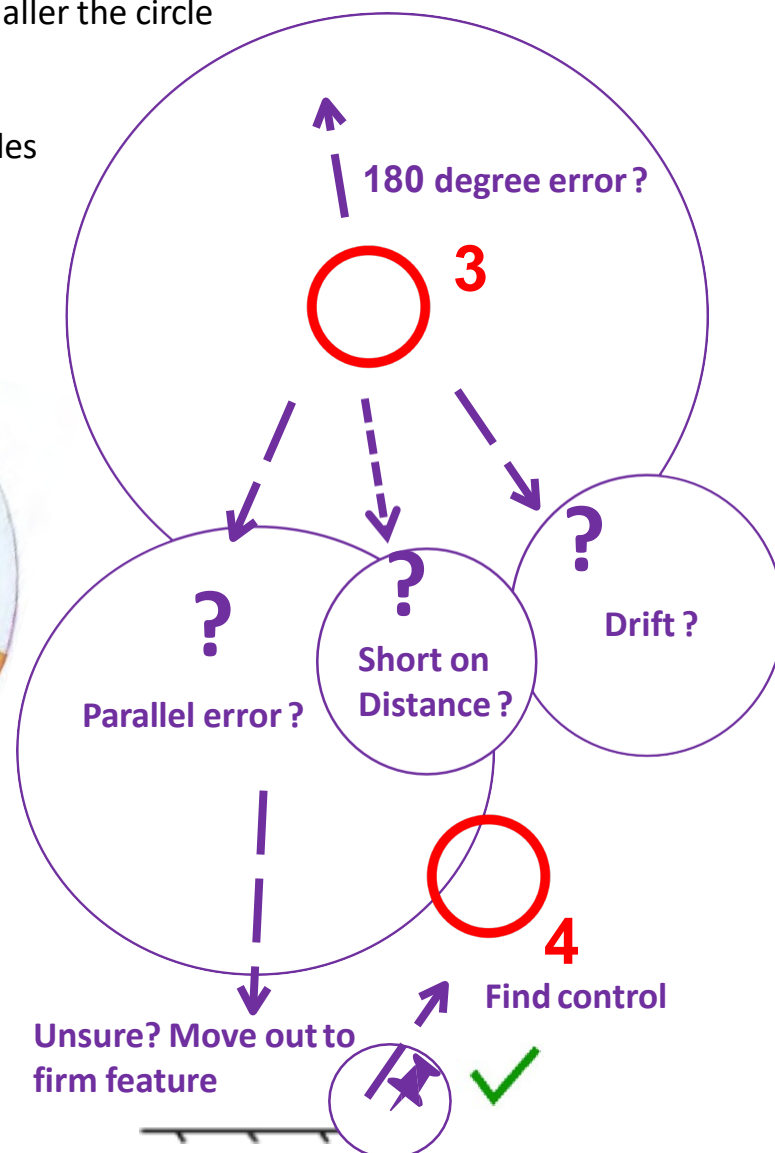 aller the circle
les
180 degree error ?
3
?
?
?
Drift ?
Short on
Distance ?
Parallel error ?
4
Find control
Unsure? Move out to
firm feature